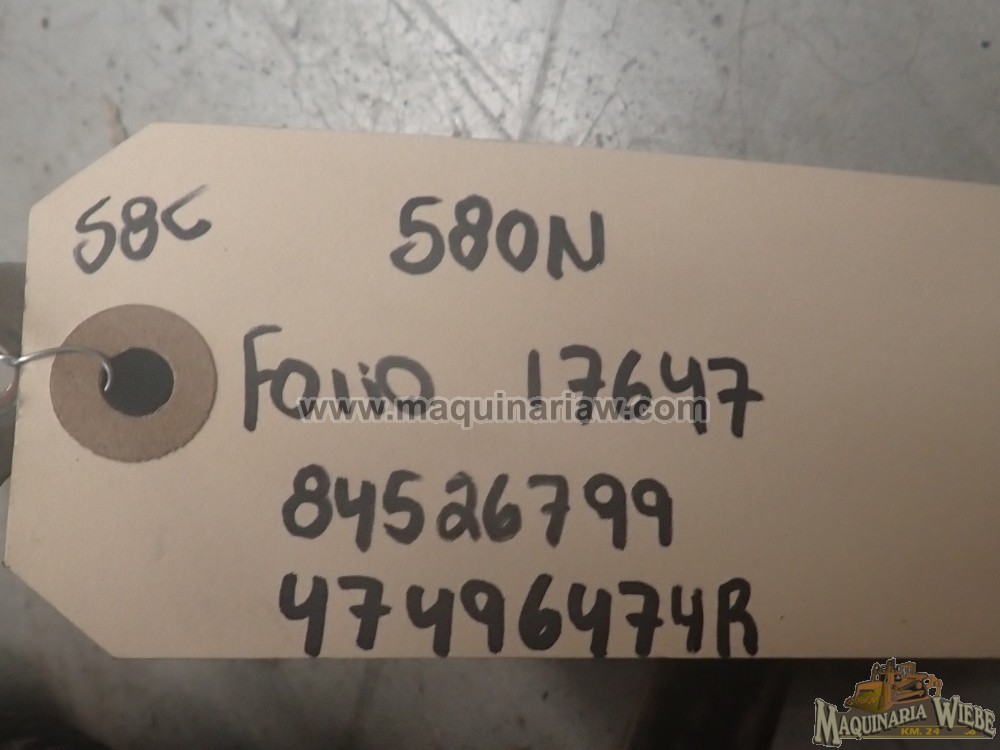 58C 580N
Folio 17647
www.maquinariaw.com
84526799
47496474R
MAQUINARIA WIEBE
KM. 24